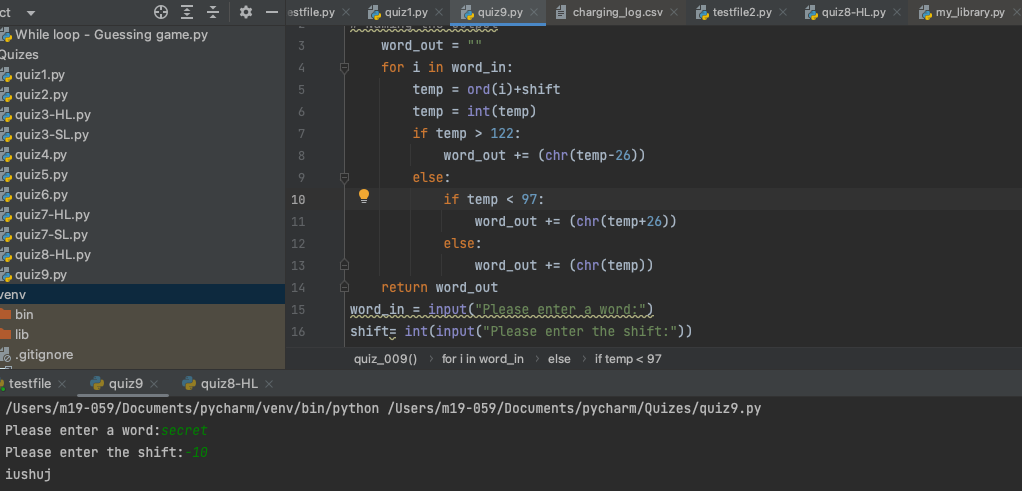 ct
estfile.py quiz1.py quiz9.py charging_log.csv testfile2.py quiz8-HL.py my_library.py
While loop - Guessing game.py
Quizes
quiz1.py
quiz2.py
quiz3-HL.py
quiz3-SL.py
quiz4.py
quiz5.py
quiz6.py
quiz7-HL.py
quiz7-SL.py
quiz8-HL.py
quiz9.py
venv
bin
lib
.gitignore
3 word_out = ""
4 for i in word_in:
5 temp = ord(i)+shift
6 temp = int(temp)
7 if temp > 122:
8 word_out += (chr(temp-26))
9 else:
10 if temp < 97:
11 word_out += (chr(temp+26))
12 else:
13 word_out += (chr(temp))
14 return word_out
15 word_in = input("Please enter a word:")
16 shift= int(input("Please enter the shift:"))
quiz_009() › for i in word_in › else › if temp < 97
testfile quiz9 quiz8-HL
/Users/m19-059/Documents/pycharm/venv/bin/python /Users/m19-059/Documents/pycharm/Quizes/quiz9.py
Please enter a word:secret
Please enter the shift:-10
iushuj